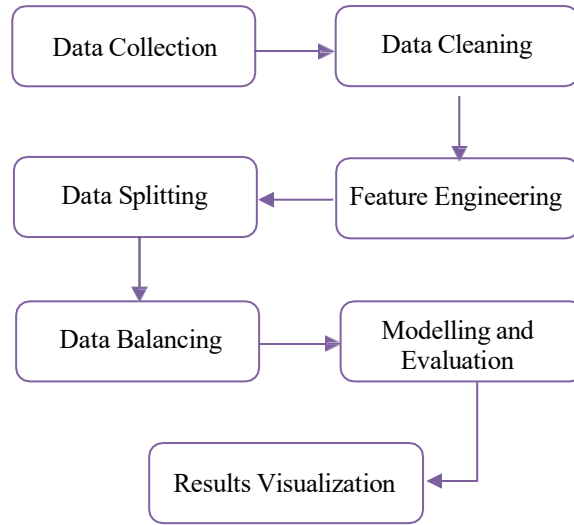 Data Collection
Data Cleaning
Feature Engineering
Data Splitting
Data Balancing
Modelling and
Evaluation
Results Visualization